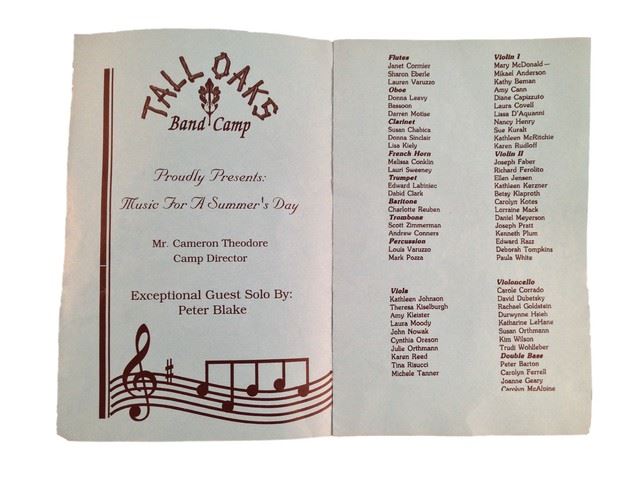 TALL OAKS
Band Camp
Proudly Presents:
Music For A Summer's Day
Mr. Cameron Theodore
Camp Director
Exceptional Guest Solo By:
Peter Blake
Flutes
Janet Cormier
Sharon Eberle
Lauren Varuzzo
Oboe
Donna Leavy
Bassoon
Darren Motise
Clarinet
Susan Chabica
Donna Sinclair
Lisa Kiely
French Horn
Melissa Conklin
Lauri Sweeney
Trumpet
Edward Labiniec
Dabid Clark
Baritone
Charlotte Reuben
Trombone
Scott Zimmerman
Andrew Conners
Percussion
Louis Varuzzo
Mark Pozza
Viola
Kathleen Johnson
Theresa Kiselburgh
Amy Kleister
Laura Moody
John Nowak
Cynthia Oreson
Julie Orthmann
Karen Reed
Tina Risucci
Michele Tanner
Violin I
Mary McDonald—
Mikael Anderson
Kathy Beman
Amy Cann
Diane Capizzuto
Laura Covell
Lissa D'Aquanni
Nancy Henry
Sue Kuralt
Kathleen McRitchie
Karen Rudloff
Violin II
Joseph Faber
Richard Ferolito
Ellen Jensen
Kathleen Kerzner
Betsy Klaproth
Carolyn Kotes
Lorraine Mack
Daniel Meyerson
Joseph Pratt
Kenneth Plum
Edward Razz
Deborah Tompkins
Paula White
Violoncello
Carole Corrado
David Dubetsky
Rachael Goldstein
Durwynne Hsieh
Katharine LeHane
Susan Orthmann
Kim Wilson
Trudi Wohlleber
Double Bass
Peter Barton
Carolyn Ferrell
Joanne Geary
Carolyn McAlpine